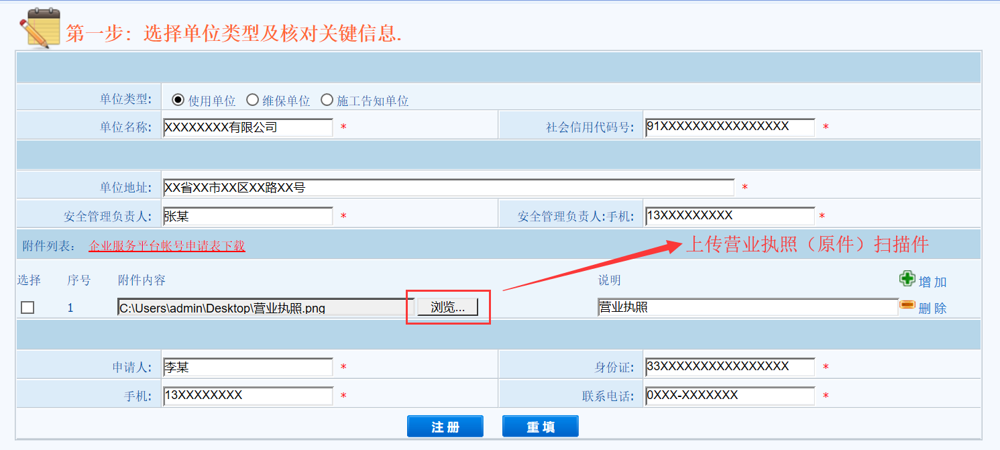 第一步：选择单位类型及核对关键信息.
单位类型: 使用单位 维保单位 施工告知单位
单位名称: XXXXXXXX有限公司 * 社会信用代码号: 91XXXXXXXXXXXXXXXX *
单位地址: XX省XX市XX区XX路XX号 *
安全管理负责人: 张某 * 安全管理负责人:手机: 13XXXXXXXXX *
附件列表： 企业服务平台帐号申请表下载 上传营业执照（原件）扫描件
选择 序号 附件内容 说明 增 加
1 C:\Users\admin\Desktop\营业执照.png 浏览... 营业执照 删 除
申请人: 李某 * 身份证: 33XXXXXXXXXXXXXXXX *
手机: 13XXXXXXXX * 联系电话: 0XXX-XXXXXXX *
注 册 重 填